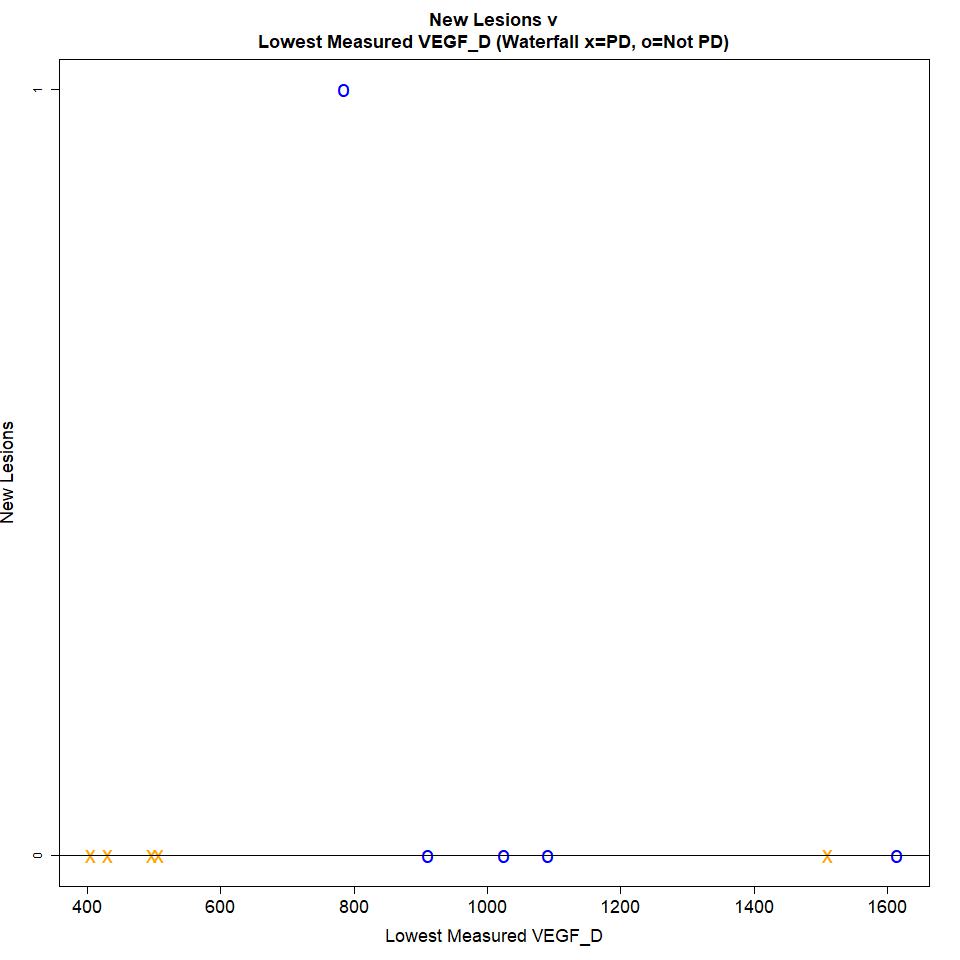 New Lesions v
Lowest Measured VEGF_D (Waterfall x=PD, o=Not PD)
1
o
New Lesions
0
x x x x o o o x o
400 600 800 1000 1200 1400 1600
Lowest Measured VEGF_D